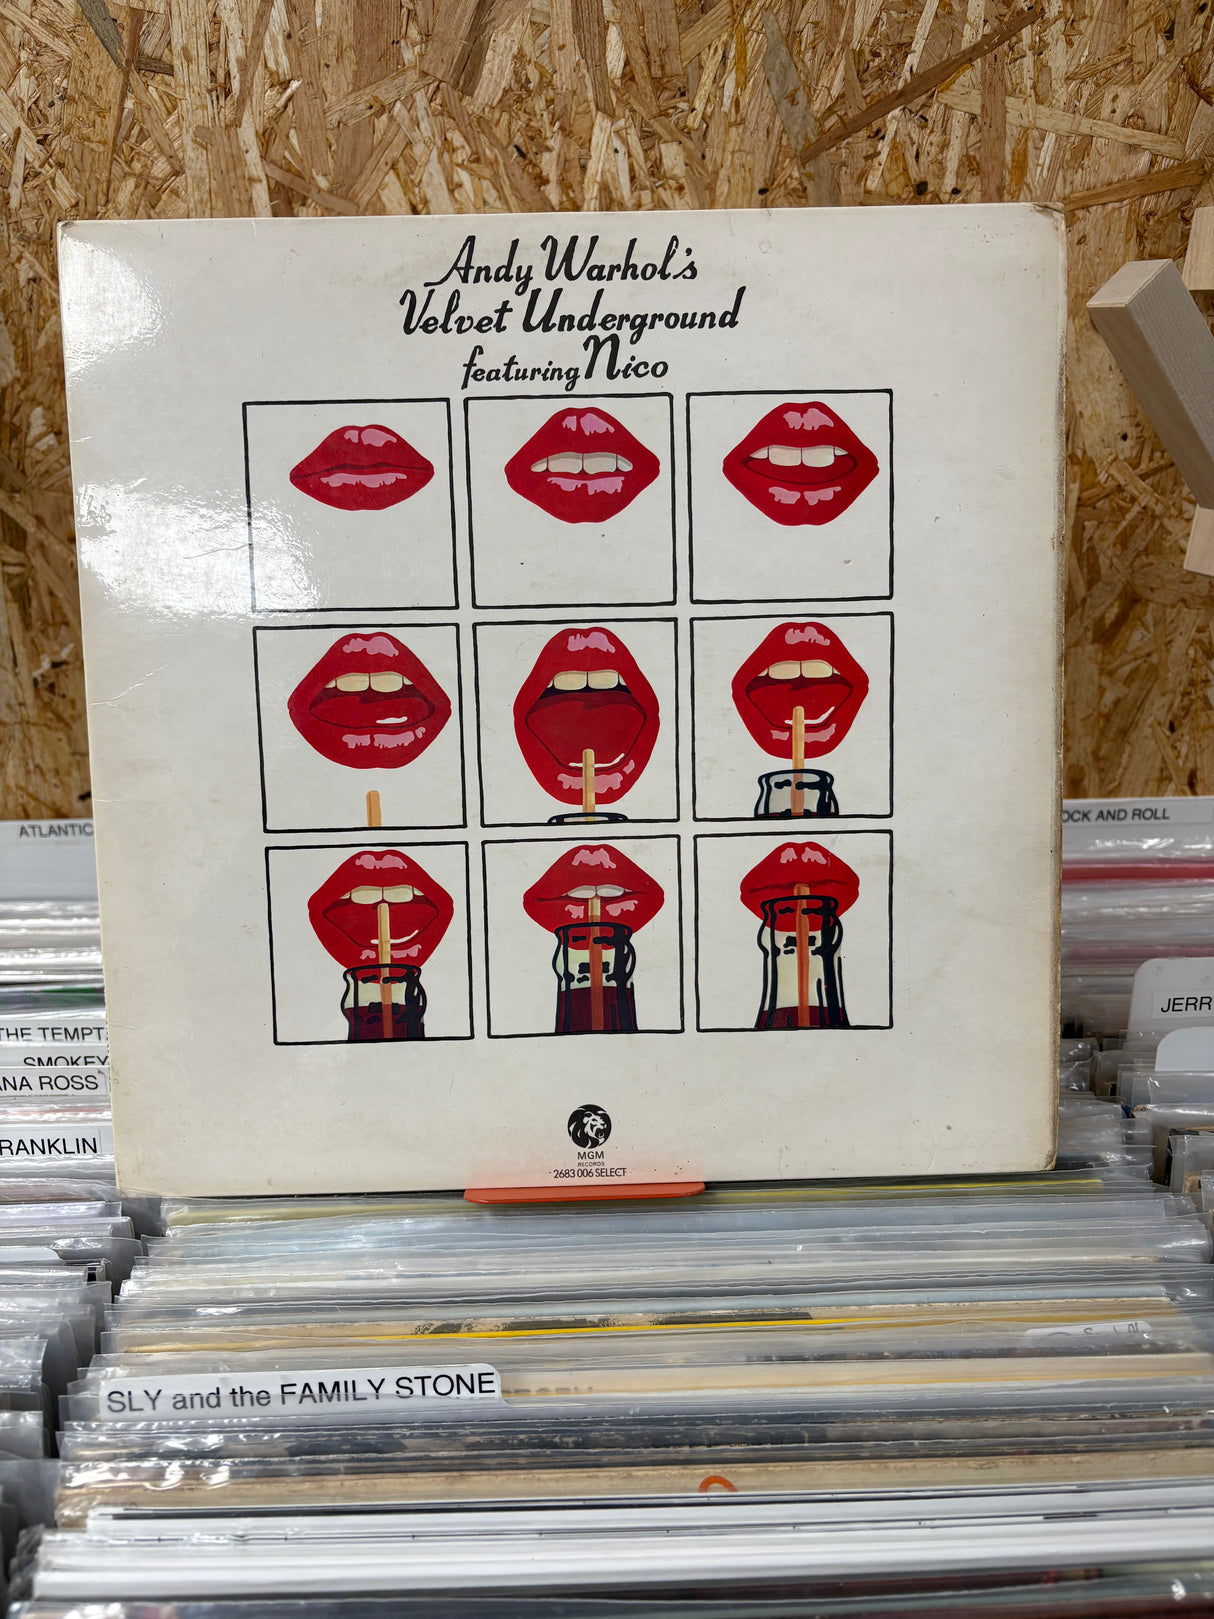 Andy Warhol's
Velvet Underground
featuring Nico
MGM
RECORDS
2683 006 SELECT
ATLANTIC
OCK AND ROLL
THE TEMPT
SMOKEY
ANA ROSS
RANKLIN
JERR
SLY and the FAMILY STONE